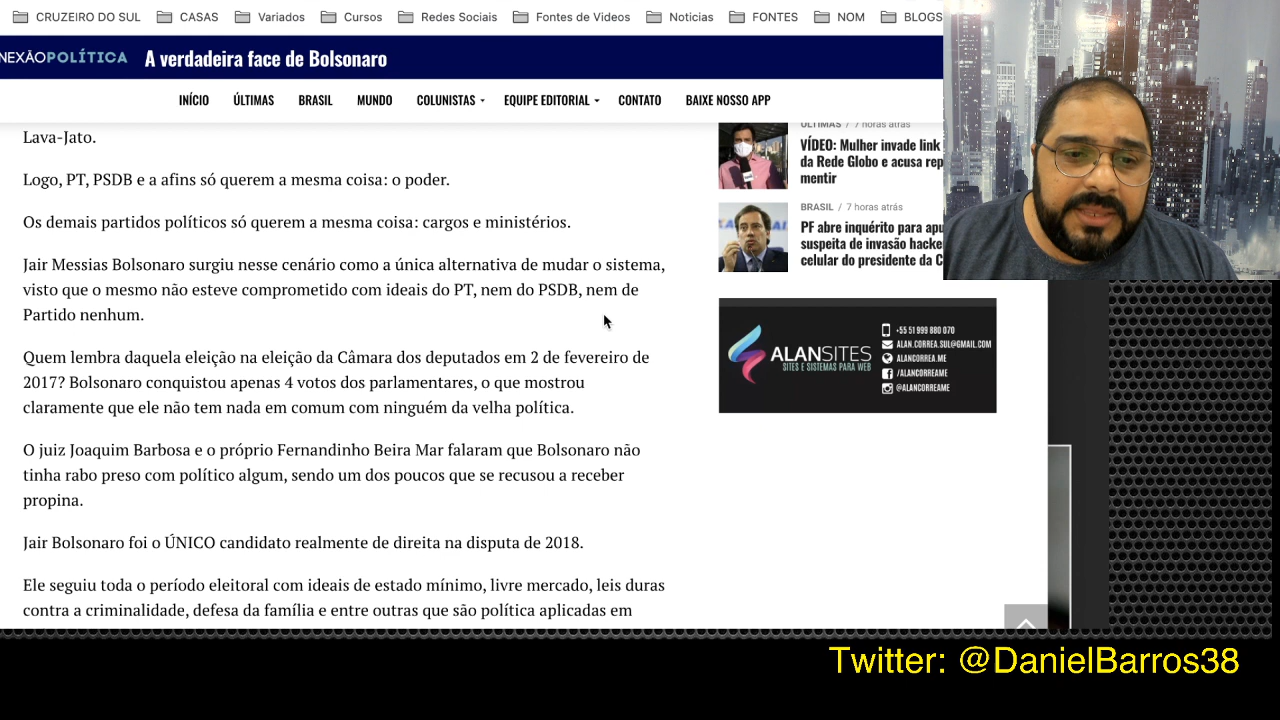 CRUZEIRO DO SUL CASAS Variados Cursos Redes Sociais Fontes de Videos Noticias FONTES NOM BLOGS
NEXÃOPOLÍTICA A verdadeira face de Bolsonaro
INÍCIO ÚLTIMAS BRASIL MUNDO COLUNISTAS EQUIPE EDITORIAL CONTATO BAIXE NOSSO APP
Lava-Jato.
Logo, PT, PSDB e a afins só querem a mesma coisa: o poder.
Os demais partidos políticos só querem a mesma coisa: cargos e ministérios.
Jair Messias Bolsonaro surgiu nesse cenário como a única alternativa de mudar o sistema,
visto que o mesmo não esteve comprometido com ideais do PT, nem do PSDB, nem de
Partido nenhum.
Quem lembra daquela eleição na eleição da Câmara dos deputados em 2 de fevereiro de
2017? Bolsonaro conquistou apenas 4 votos dos parlamentares, o que mostrou
claramente que ele não tem nada em comum com ninguém da velha política.
O juiz Joaquim Barbosa e o próprio Fernandinho Beira Mar falaram que Bolsonaro não
tinha rabo preso com político algum, sendo um dos poucos que se recusou a receber
propina.
Jair Bolsonaro foi o ÚNICO candidato realmente de direita na disputa de 2018.
Ele seguiu toda o período eleitoral com ideais de estado mínimo, livre mercado, leis duras
contra a criminalidade, defesa da família e entre outras que são política aplicadas em
ÚLTIMAS / 7 horas atrás
VÍDEO: Mulher invade link
da Rede Globo e acusa rep
mentir
BRASIL / 7 horas atrás
PF abre inquérito para apu
suspeita de invasão hacke
celular do presidente da C
ALANSITES
SITES E SISTEMAS PARA WEB
+55 51 999 880 070
ALAN.CORREA.SUL@GMAIL.COM
ALANCORREA.ME
/ALANCORREAME
@ALANCORREAME
Twitter: @DanielBarros38